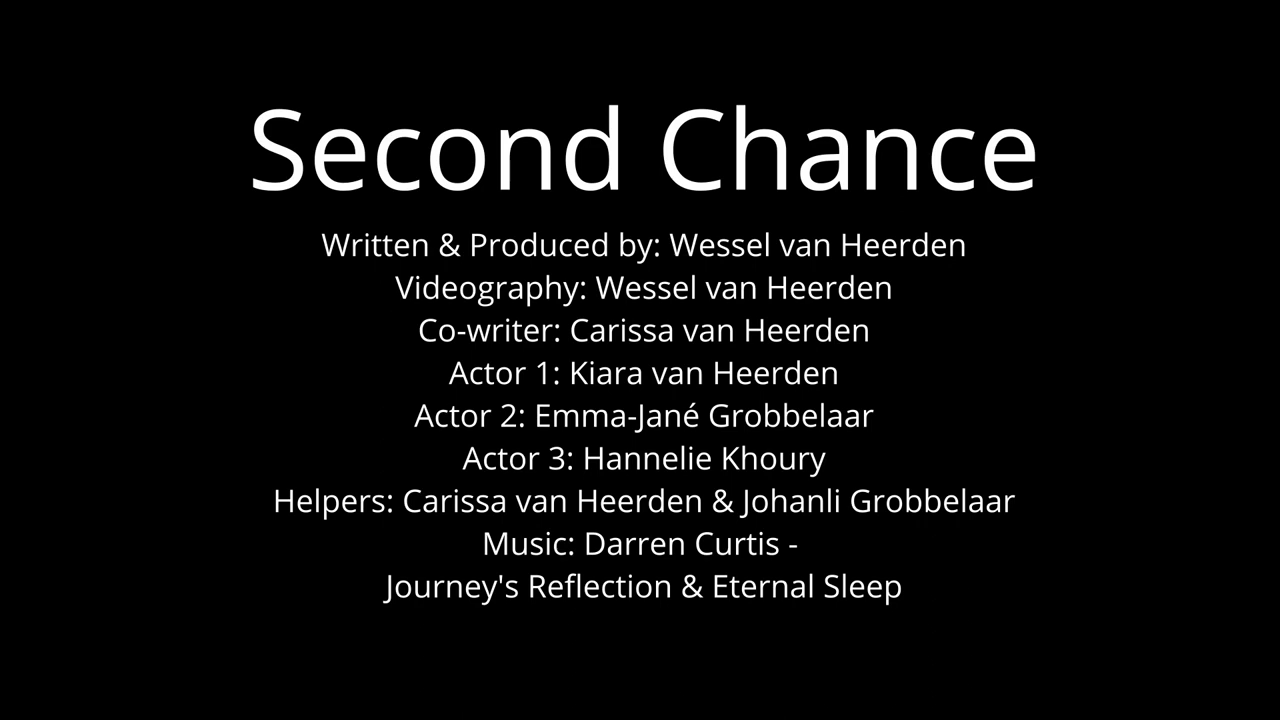 Second Chance
Written & Produced by: Wessel van Heerden
Videography: Wessel van Heerden
Co-writer: Carissa van Heerden
Actor 1: Kiara van Heerden
Actor 2: Emma-Jané Grobbelaar
Actor 3: Hannelie Khoury
Helpers: Carissa van Heerden & Johanli Grobbelaar
Music: Darren Curtis -
Journey's Reflection & Eternal Sleep